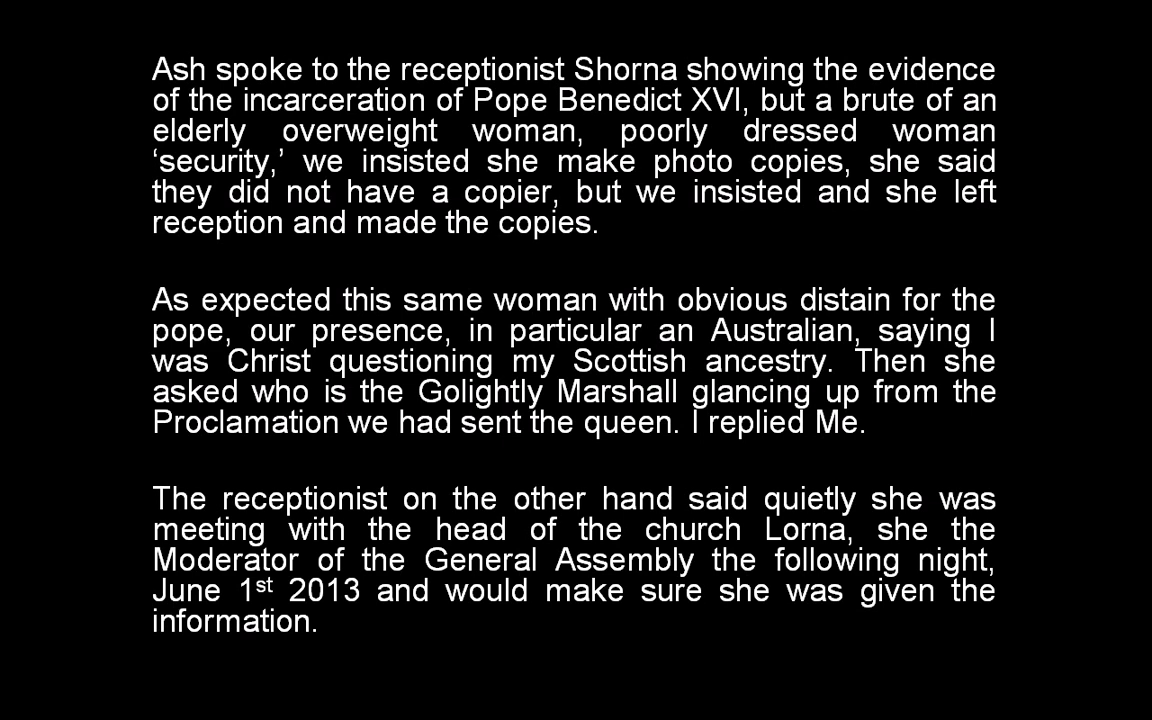 Ash spoke to the receptionist Shorna showing the evidence
of the incarceration of Pope Benedict XVI, but a brute of an
elderly overweight woman, poorly dressed woman
‘security,’ we insisted she make photo copies, she said
they did not have a copier, but we insisted and she left
reception and made the copies.
As expected this same woman with obvious distain for the
pope, our presence, in particular an Australian, saying I
was Christ questioning my Scottish ancestry. Then she
asked who is the Golightly Marshall glancing up from the
Proclamation we had sent the queen. I replied Me.
The receptionist on the other hand said quietly she was
meeting with the head of the church Lorna, she the
Moderator of the General Assembly the following night,
June 1st 2013 and would make sure she was given the
information.